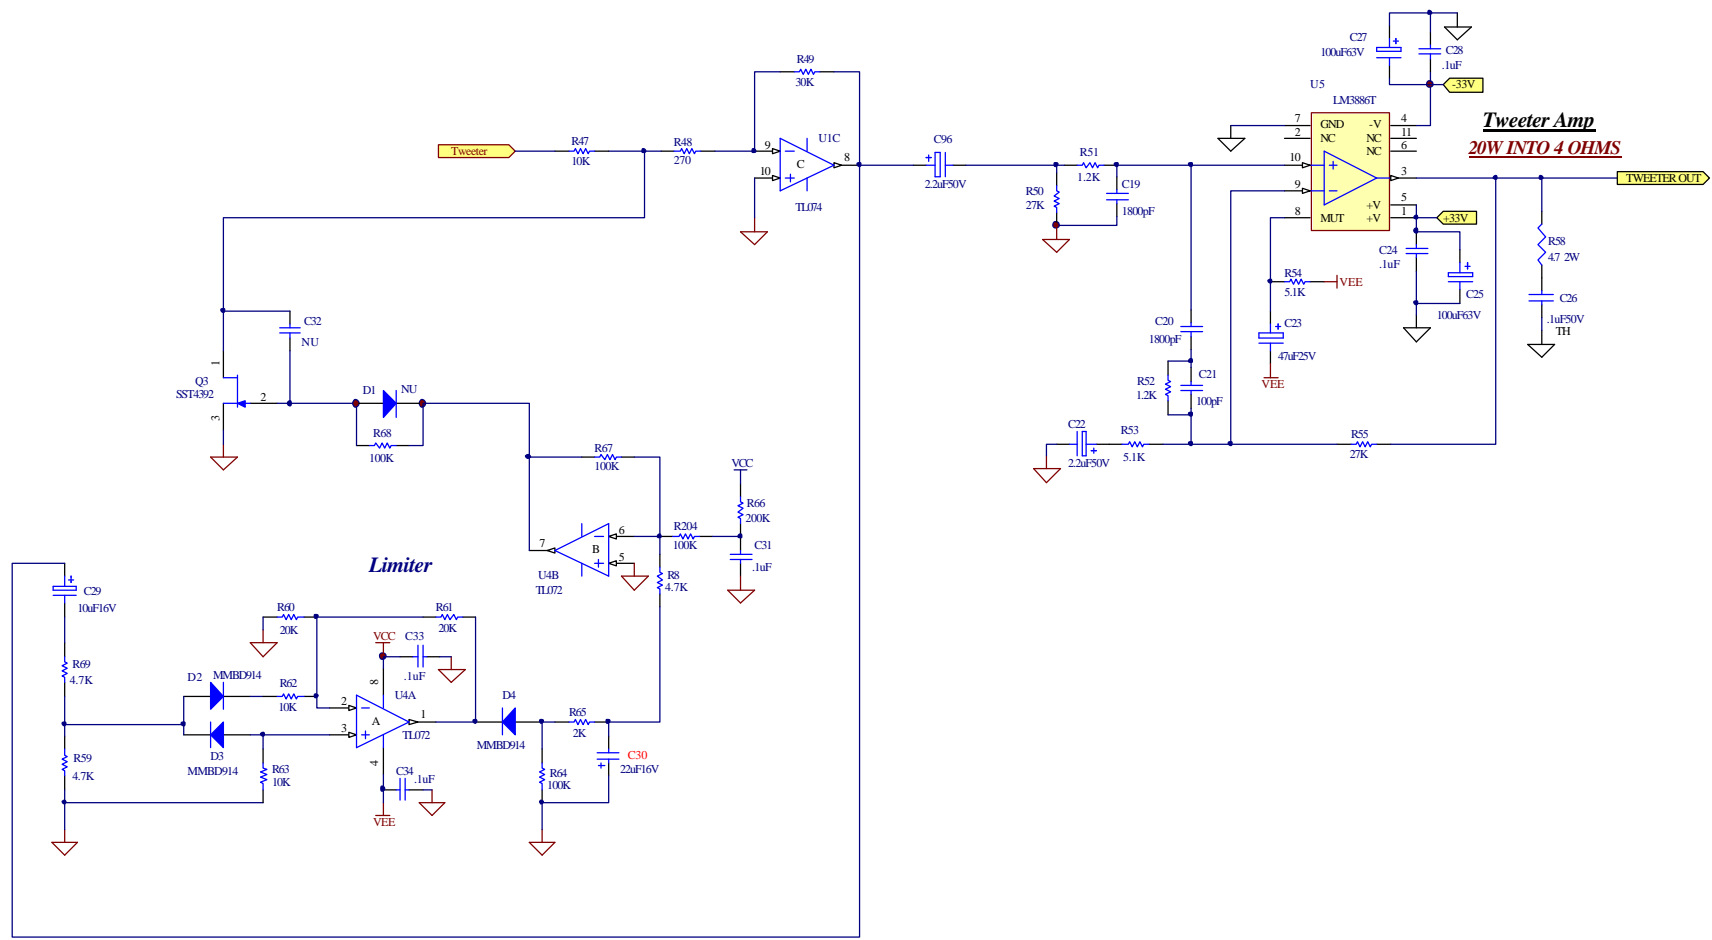 C27
100uF63V
C28
.1uF
-33V
U5
LM3886T
Tweeter Amp
20W INTO 4 OHMS
R49
30K
Tweeter
R47
10K
R48
270
9
10
C
8
U1C
TL074
C96
2.2uF50V
R51
1.2K
R50
27K
C19
1800pF
7
2
10
9
8
GND
NC
MUT
-V
NC
NC
+V
+V
4
11
6
3
5
1
TWEETER OUT
+33V
C24
.1uF
C25
100uF63V
R58
4.7 2W
C26
.1uF50V
TH
R54
5.1K
VEE
C23
47uF25V
VEE
C20
1800pF
R52
1.2K
C21
100pF
C22
2.2uF50V
R53
5.1K
R55
27K
C32
NU
1
Q3
SST4392
2
3
D1
NU
R68
100K
R67
100K
VCC
R66
200K
R204
100K
C31
.1uF
7
B
6
5
U4B
TL072
R8
4.7K
Limiter
C29
10uF16V
R69
4.7K
R59
4.7K
R60
20K
R61
20K
VCC
C33
.1uF
D2
MMBD914
R62
10K
D3
MMBD914
R63
10K
8
U4A
2
3
A
1
TL072
4
C34
.1uF
VEE
D4
MMBD914
R65
2K
R64
100K
C30
22uF16V